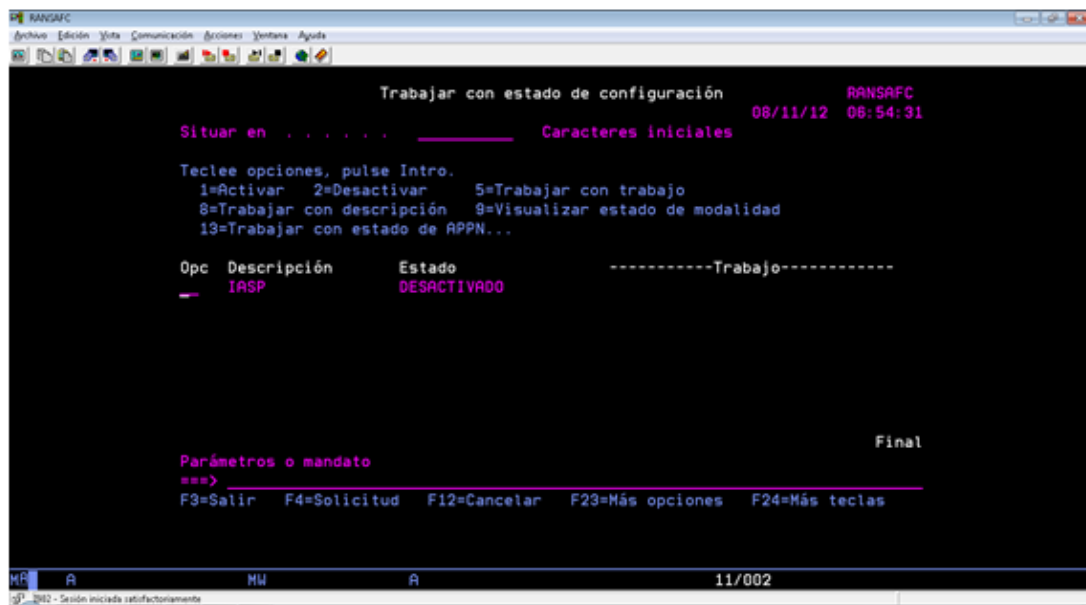 RANSAFC
Archivo Edición Vista Comunicación Acciones Ventana Ayuda
Trabajar con estado de configuración RANSAFC
08/11/12 06:54:31
Situar en . . . . . . Caracteres iniciales
Teclee opciones, pulse Intro.
1=Activar 2=Desactivar 5=Trabajar con trabajo
8=Trabajar con descripción 9=Visualizar estado de modalidad
13=Trabajar con estado de APPN...
Opc Descripción Estado -----------Trabajo------------
IASP DESACTIVADO
Final
Parámetros o mandato
===>
F3=Salir F4=Solicitud F12=Cancelar F23=Más opciones F24=Más teclas
MA A MW A 11/002
I902 - Sesión iniciada satisfactoriamente